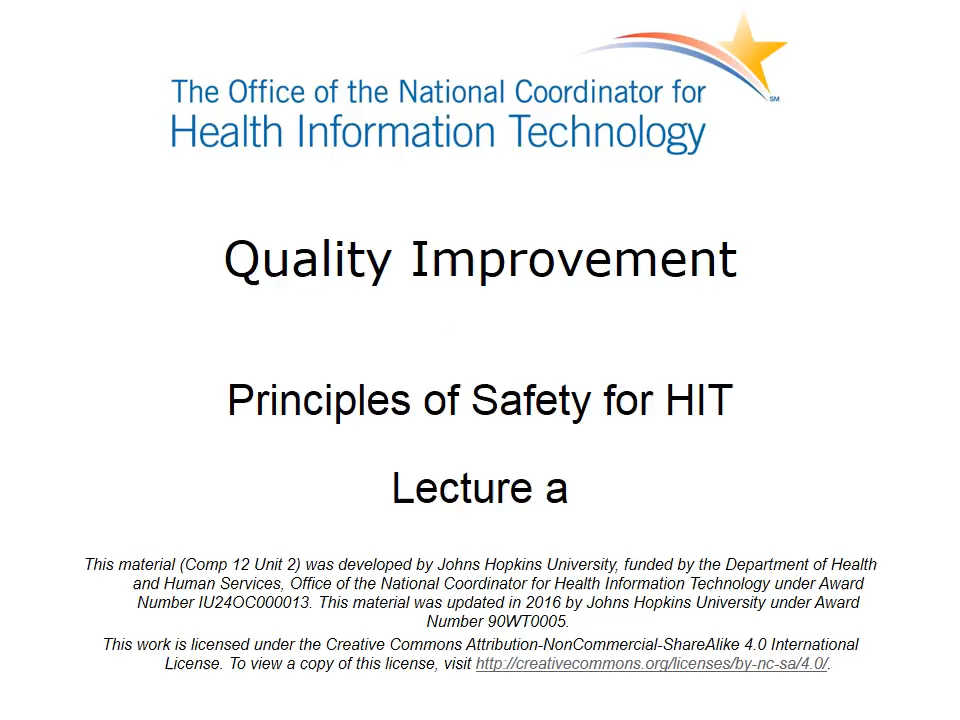 The Office of the National Coordinator for
Health Information Technology
SM
Quality Improvement
Principles of Safety for HIT
Lecture a
This material (Comp 12 Unit 2) was developed by Johns Hopkins University, funded by the Department of Health
and Human Services, Office of the National Coordinator for Health Information Technology under Award
Number IU24OC000013. This material was updated in 2016 by Johns Hopkins University under Award
Number 90WT0005.
This work is licensed under the Creative Commons Attribution-NonCommercial-ShareAlike 4.0 International
License. To view a copy of this license, visit http://creativecommons.org/licenses/by-nc-sa/4.0/.